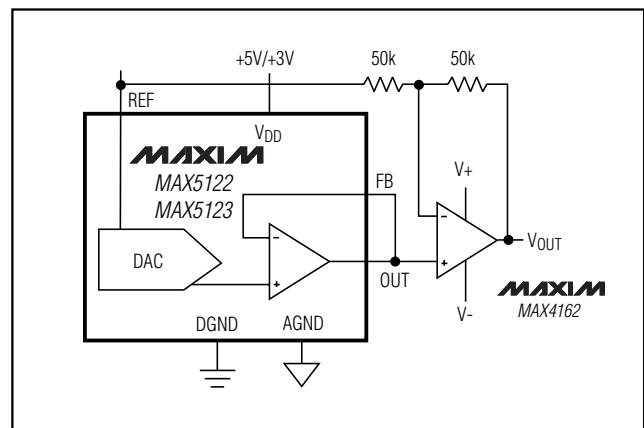 +5V/+3V
50k
50k
REF
VDD
MAXIM
MAX5122
MAX5123
FB
V+
-
-
VOUT
DAC
+
+
OUT
MAXIM
MAX4162
V-
DGND
AGND